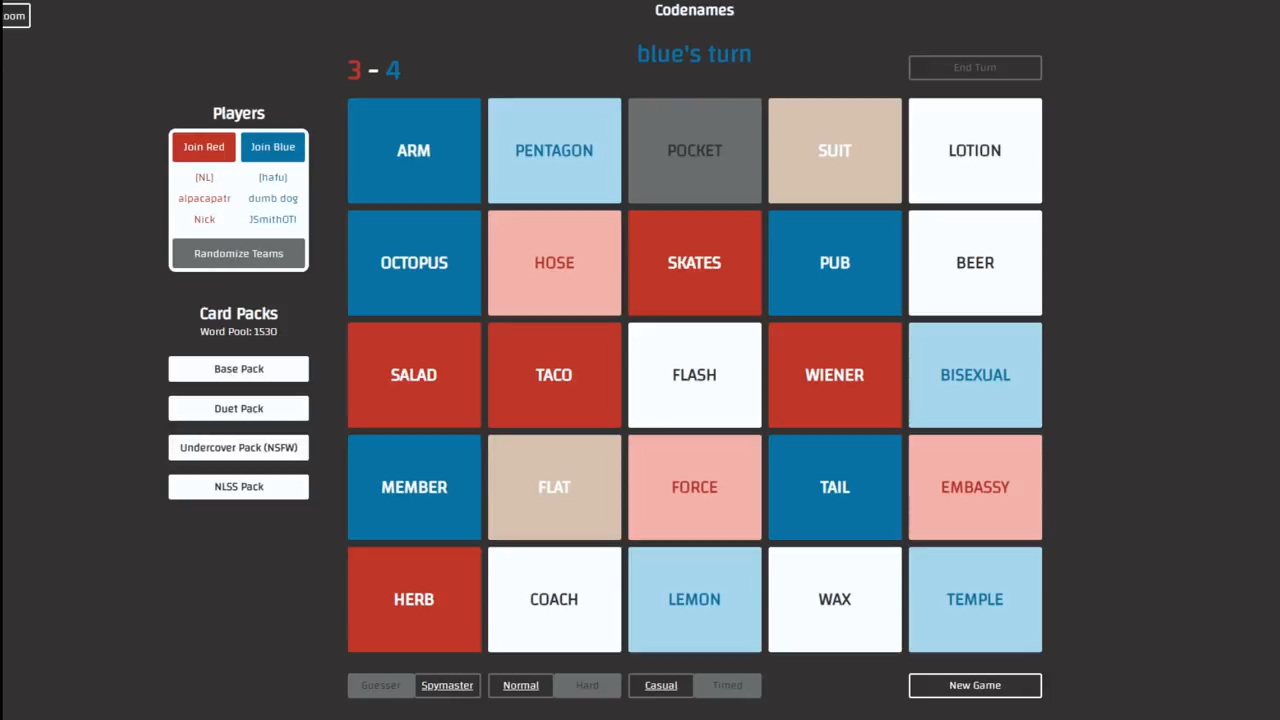 oom
Codenames
blue's turn
3 - 4
End Turn
Players
Join Red
Join Blue
[NL]
[hafu]
alpacapatr
dumb dog
Nick
JSmithOTI
Randomize Teams
Card Packs
Word Pool: 1530
Base Pack
Duet Pack
Undercover Pack (NSFW)
NLSS Pack
ARM
PENTAGON
POCKET
SUIT
LOTION
OCTOPUS
HOSE
SKATES
PUB
BEER
SALAD
TACO
FLASH
WIENER
BISEXUAL
MEMBER
FLAT
FORCE
TAIL
EMBASSY
HERB
COACH
LEMON
WAX
TEMPLE
Guesser
Spymaster
Normal
Hard
Casual
Timed
New Game